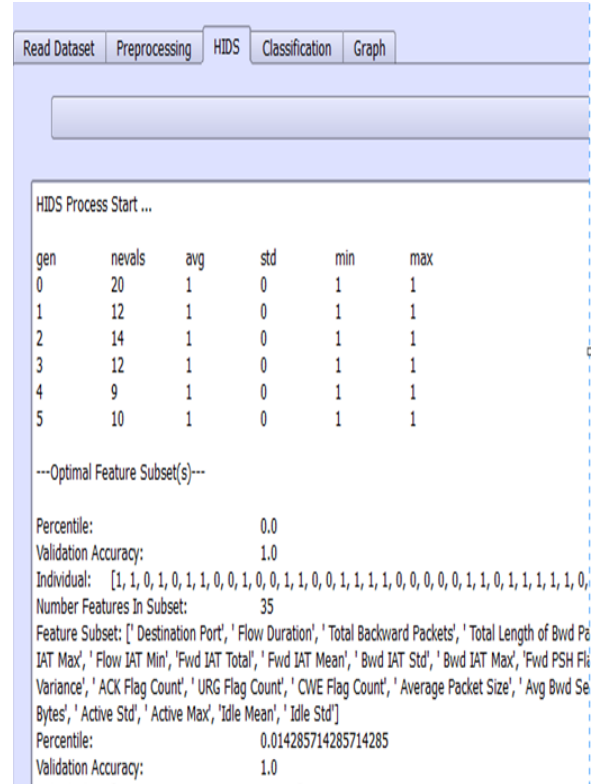 Read Dataset Preprocessing HIDS Classification Graph
HIDS Process Start ...
gen nevals avg std min max
0 20 1 0 1 1
1 12 1 0 1 1
2 14 1 0 1 1
3 12 1 0 1 1
4 9 1 0 1 1
5 10 1 0 1 1
---Optimal Feature Subset(s)---
Percentile: 0.0
Validation Accuracy: 1.0
Individual: [1, 1, 0, 1, 0, 1, 1, 0, 0, 1, 0, 0, 1, 1, 0, 0, 1, 1, 1, 1, 0, 0, 0, 0, 0, 1, 1, 0, 1, 1, 1, 1, 1, 0,
Number Features In Subset: 35
Feature Subset: [' Destination Port', ' Flow Duration', ' Total Backward Packets', ' Total Length of Bwd Pa
IAT Max', ' Flow IAT Min', 'Fwd IAT Total', ' Fwd IAT Mean', ' Bwd IAT Std', ' Bwd IAT Max', 'Fwd PSH Fla
Variance', ' ACK Flag Count', ' URG Flag Count', ' CWE Flag Count', ' Average Packet Size', ' Avg Bwd Se
Bytes', ' Active Std', ' Active Max', 'Idle Mean', ' Idle Std']
Percentile: 0.014285714285714285
Validation Accuracy: 1.0